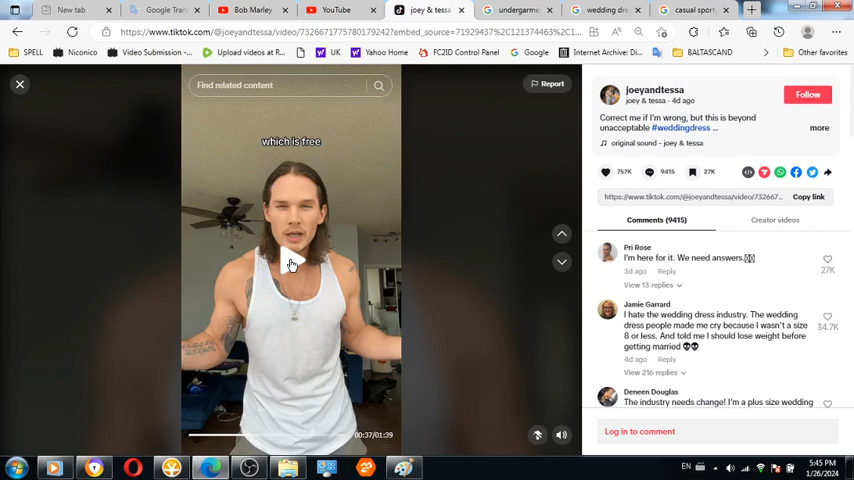 New tab
Google Tran
Bob Marley -
YouTube
joey & tessa
undergarme
wedding dre
casual sport
https://www.tiktok.com/@joeyandtessa/video/7326671775780179242?embed_source=71929437%2C121374463%2C1...
SPELL
Niconico
Video Submission -...
Upload videos at R...
UK
Yahoo Home
FC2ID Control Panel
Google
Internet Archive: Di...
BALTASCAND
Other favorites
Find related content
Report
which is free
00:37/01:39
joeyandtessa
joey & tessa · 4d ago
Follow
Correct me if I'm wrong, but this is beyond
unacceptable #weddingdress ...
more
original sound - joey & tessa
757K
9415
27K
https://www.tiktok.com/@joeyandtessa/video/732667...
Copy link
Comments (9415)
Creator videos
Pri Rose
I'm here for it. We need answers.
3d ago
Reply
27K
View 13 replies
Jamie Garrard
I hate the wedding dress industry. The wedding
dress people made me cry because I wasn't a size
8 or less. And told me I should lose weight before
getting married
34.7K
4d ago
Reply
View 216 replies
Deneen Douglas
The industry needs change! I'm a plus size wedding
Log in to comment
EN
5:45 PM
1/26/2024